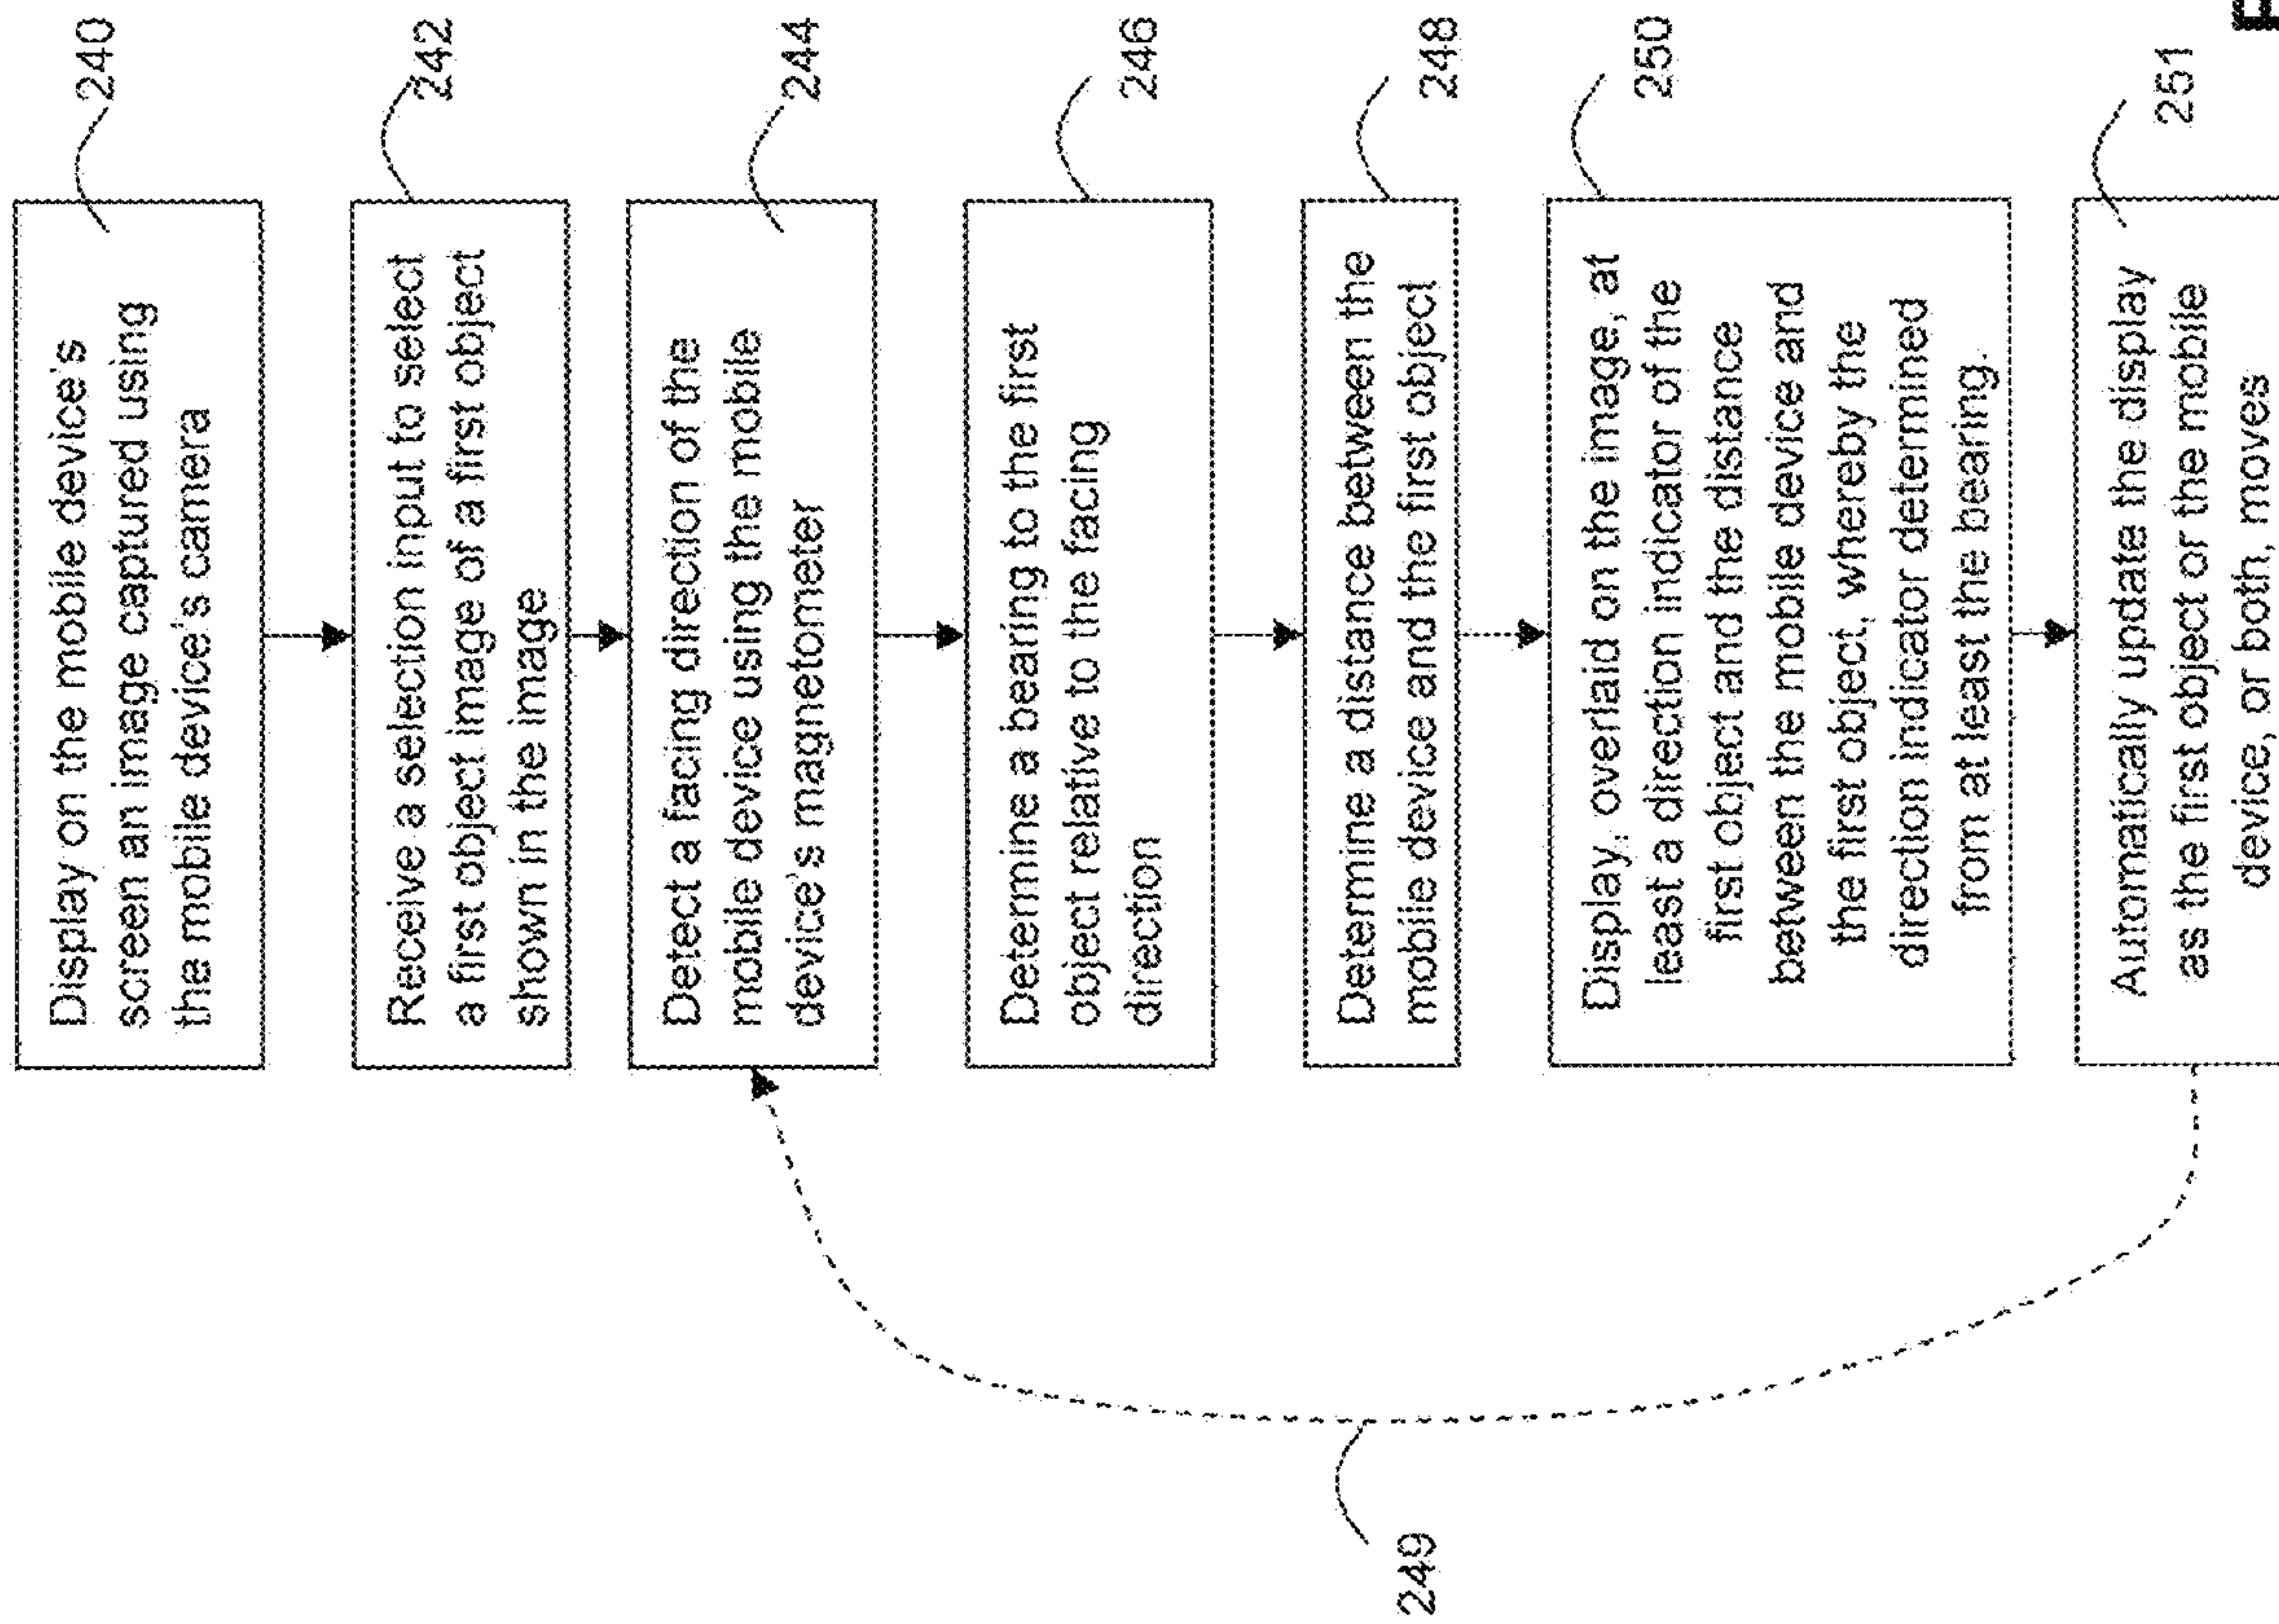 240
Display on the mobile device's
screen an image captured using
the mobile device's camera
242
Receive a selection input to select
a first object image of a first object
shown in the image
244
Detect a facing direction of the
mobile device using the mobile
device's magnetometer
246
Determine a bearing to the first
object relative to the facing
direction
248
Determine a distance between the
mobile device and the first object
250
Display, overlaid on the image, at
least a direction indicator of the
first object and the distance
between the mobile device and
the first object, whereby the
direction indicator determined
from at least the bearing.
251
Automatically update the display
as the first object or the mobile
device, or both, moves
249